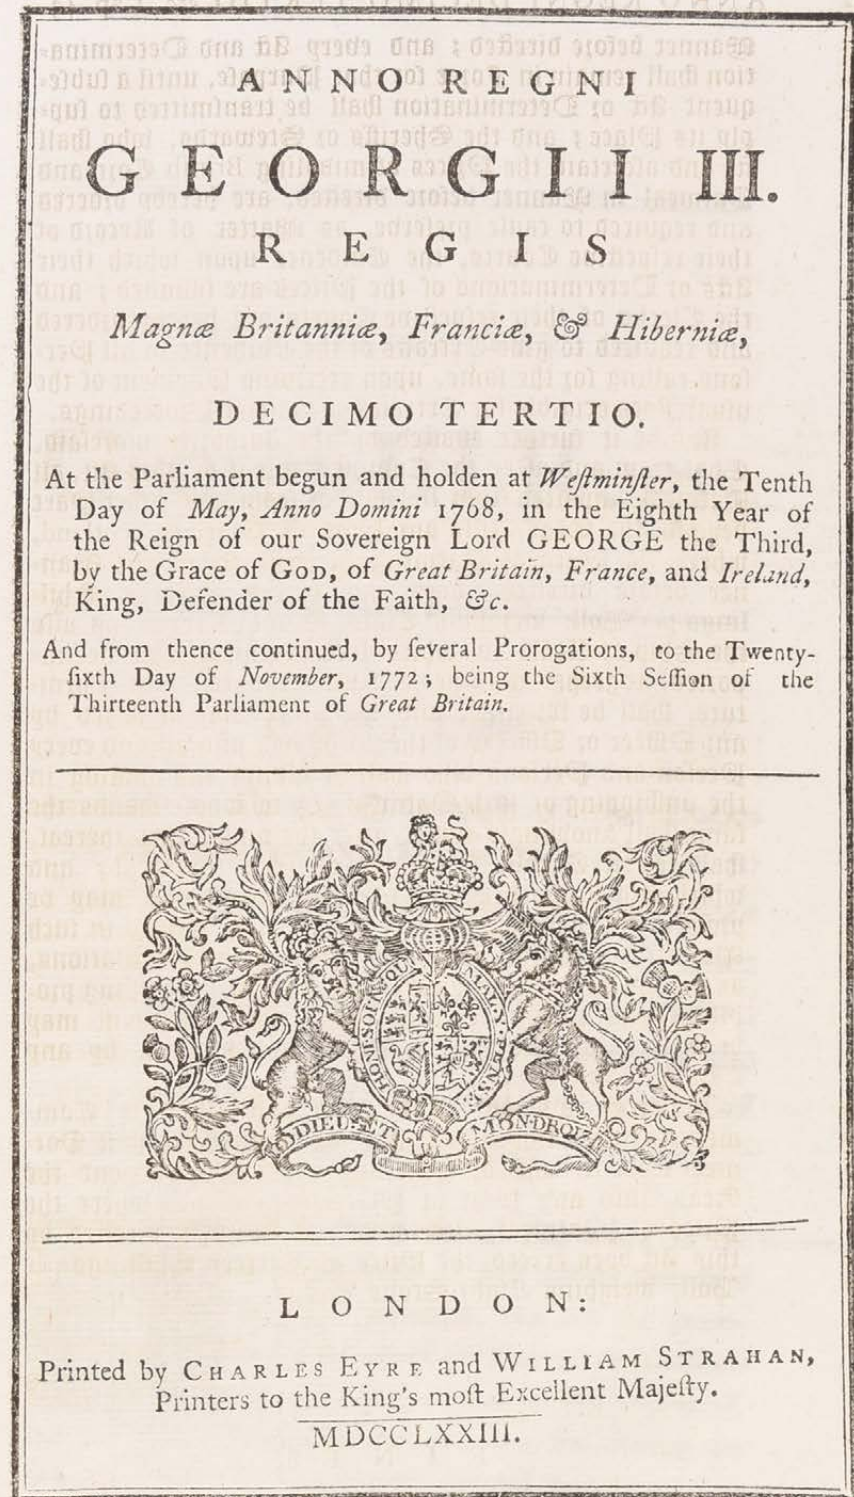 ANNO REGNI
GEORGII III.
REGIS
Magnæ Britanniæ, Franciæ, & Hiberniæ,
DECIMO TERTIO.
At the Parliament begun and holden at Weſtminſter, the Tenth
Day of May, Anno Domini 1768, in the Eighth Year of
the Reign of our Sovereign Lord GEORGE the Third,
by the Grace of GOD, of Great Britain, France, and Ireland,
King, Defender of the Faith, &c.
And from thence continued, by ſeveral Prorogations, to the Twenty-
ſixth Day of November, 1772; being the Sixth Seſſion of the
Thirteenth Parliament of Great Britain.
HONI SOIT QUI MAL Y PENSE
DIEU ET MON DROIT
LONDON:
Printed by CHARLES EYRE and WILLIAM STRAHAN,
Printers to the King's moſt Excellent Majeſty.
MDCCLXXIII.